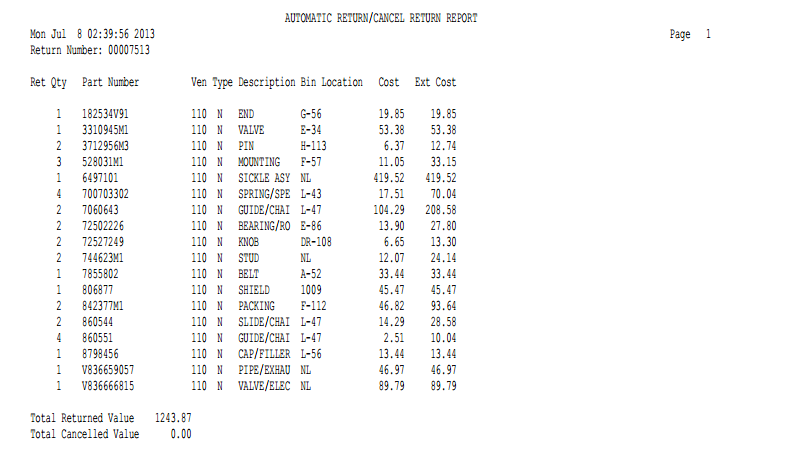 AUTOMATIC RETURN/CANCEL RETURN REPORT
Mon Jul  8 02:39:56 2013    Page   1
Return Number: 00007513
Ret Qty   Part Number   Ven Type Description Bin Location   Cost   Ext Cost
1   182534V91   110 N   END   G-56   19.85   19.85
1   3310945M1   110 N   VALVE   E-34   53.38   53.38
2   3712956M3   110 N   PIN   H-113   6.37   12.74
3   528031M1   110 N   MOUNTING   F-57   11.05   33.15
1   6497101   110 N   SICKLE ASY   NL   419.52   419.52
4   700703302   110 N   SPRING/SPE   L-43   17.51   70.04
2   7060643   110 N   GUIDE/CHAI   L-47   104.29   208.58
2   72502226   110 N   BEARING/RO   E-86   13.90   27.80
2   72527249   110 N   KNOB   DR-108   6.65   13.30
2   744623M1   110 N   STUD   NL   12.07   24.14
1   7855802   110 N   BELT   A-52   33.44   33.44
1   806877   110 N   SHIELD   1009   45.47   45.47
2   842377M1   110 N   PACKING   F-112   46.82   93.64
2   860544   110 N   SLIDE/CHAI   L-47   14.29   28.58
4   860551   110 N   GUIDE/CHAI   L-47   2.51   10.04
1   8798456   110 N   CAP/FILLER   L-56   13.44   13.44
1   V836659057   110 N   PIPE/EXHAU   NL   46.97   46.97
1   V836666815   110 N   VALVE/ELEC   NL   89.79   89.79
Total Returned Value   1243.87
Total Cancelled Value   0.00